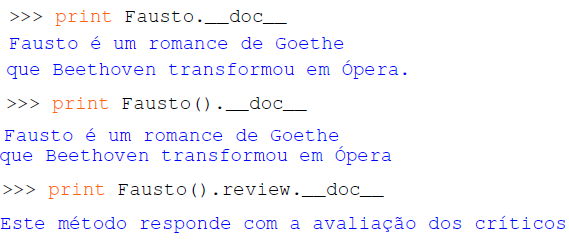 >>> print Fausto.__doc__
Fausto é um romance de Goethe
que Beethoven transformou em Ópera.
>>> print Fausto().__doc__
Fausto é um romance de Goethe
que Beethoven transformou em Ópera
>>> print Fausto().review.__doc__
Este método responde com a avaliação dos críticos